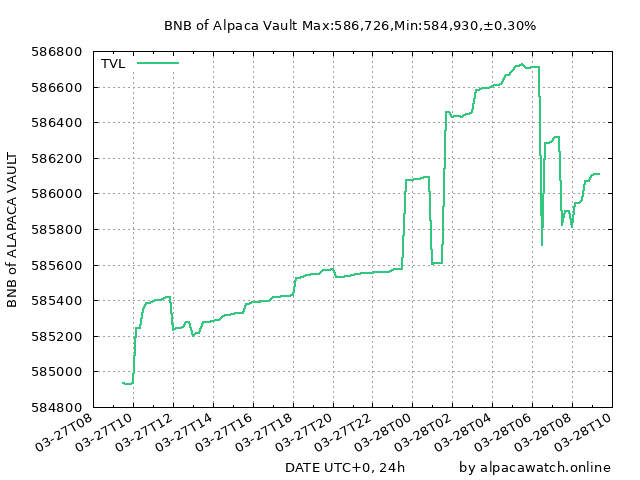 BNB of Alpaca Vault Max:586,726,Min:584,930,±0.30%
TVL
586800
586600
586400
586200
586000
585800
585600
585400
585200
585000
584800
BNB of ALAPACA VAULT
03-27T08
03-27T10
03-27T12
03-27T14
03-27T16
03-27T18
03-27T20
03-27T22
03-28T00
03-28T02
03-28T04
03-28T06
03-28T08
03-28T10
DATE UTC+0, 24h
by alpacawatch.online